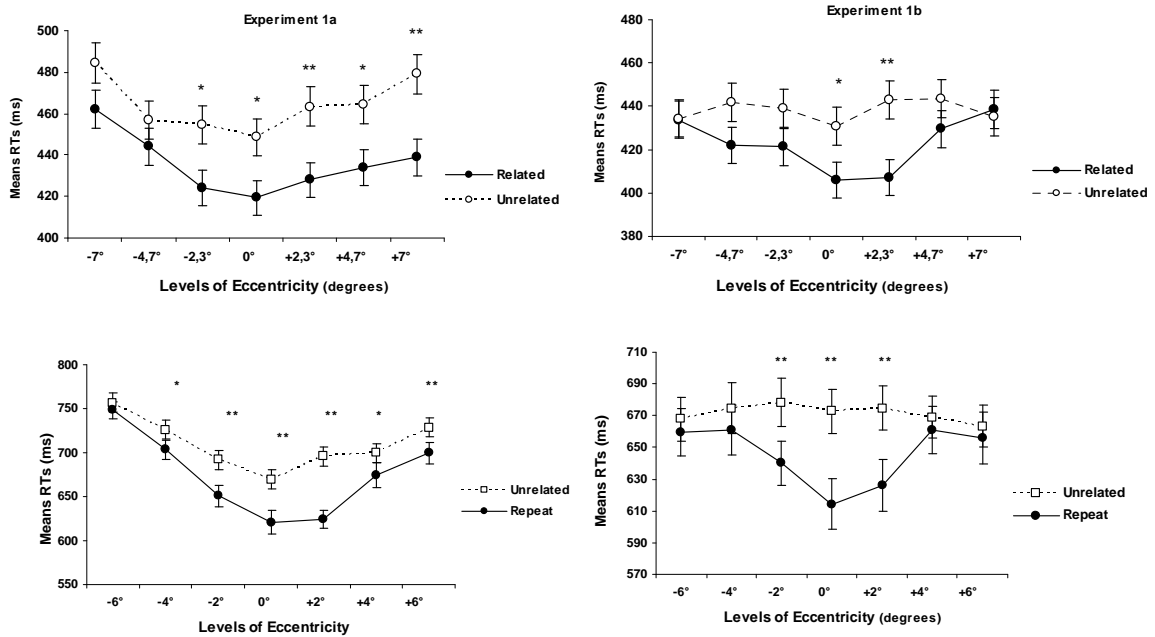 Experiment 1a
500
480
460
440
420
400
Means RTs (ms)
* * ** * **
-7° -4,7° -2,3° 0° +2,3° +4,7° +7°
Levels of Eccentricity (degrees)
Related
Unrelated
Experiment 1b
480
460
440
420
400
380
Means RTs (ms)
* **
-7° -4,7° -2,3° 0° +2,3° +4,7° +7°
Levels of Eccentricity (degrees)
Related
Unrelated
800
750
700
650
600
550
Means RTs (ms)
* ** ** ** * **
-6° -4° -2° 0° +2° +4° +6°
Levels of Eccentricity
Unrelated
Repeat
710
690
670
650
630
610
590
570
Means RTs (ms)
** ** **
-6° -4° -2° 0° +2° +4° +6°
Levels of Eccentricity (degrees)
Unrelated
Repeat